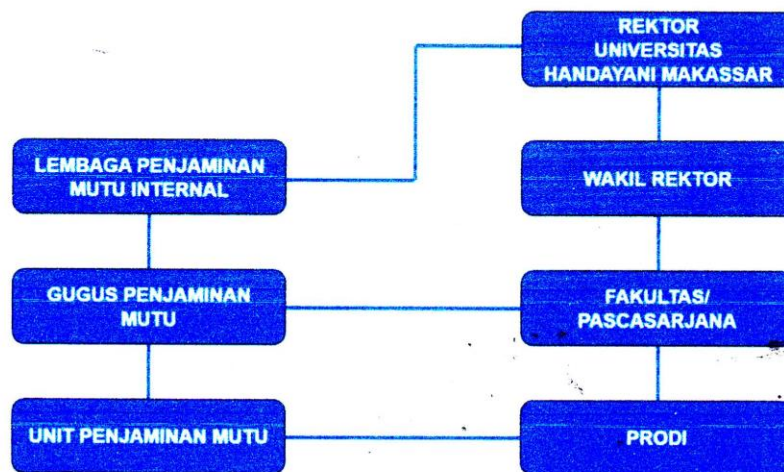 REKTOR
UNIVERSITAS
HANDAYANI MAKASSAR
LEMBAGA PENJAMINAN
MUTU INTERNAL
WAKIL REKTOR
GUGUS PENJAMINAN
MUTU
FAKULTAS/
PASCASARJANA
UNIT PENJAMINAN MUTU
PRODI